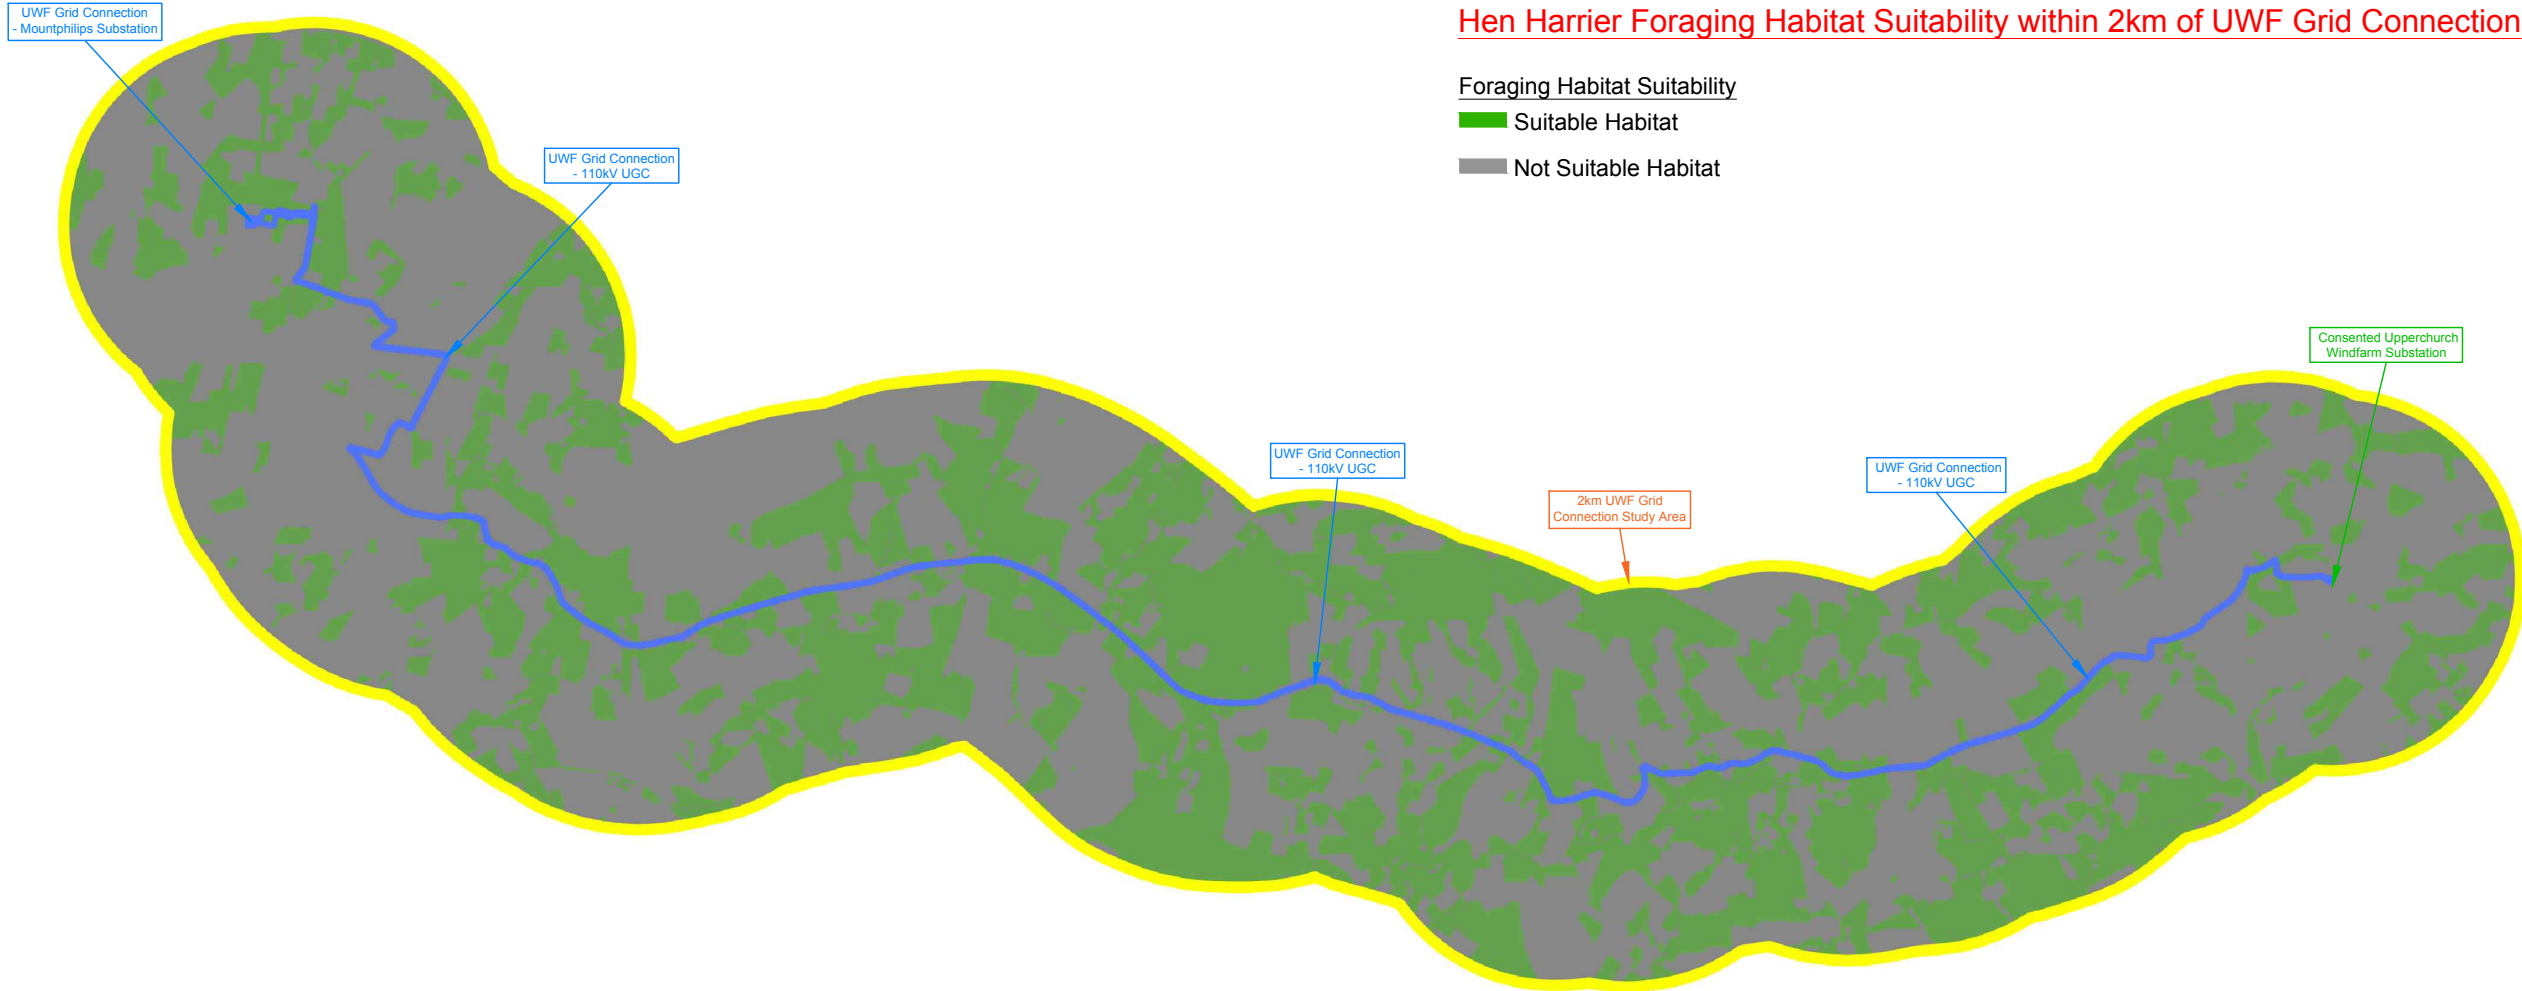 UWF Grid Connection
- Mountphilips Substation
Hen Harrier Foraging Habitat Suitability within 2km of UWF Grid Connection
Foraging Habitat Suitability
Suitable Habitat
Not Suitable Habitat
UWF Grid Connection
- 110kV UGC
Consented Upperchurch
Windfarm Substation
UWF Grid Connection
- 110kV UGC
2km UWF Grid
Connection Study Area
UWF Grid Connection
- 110kV UGC